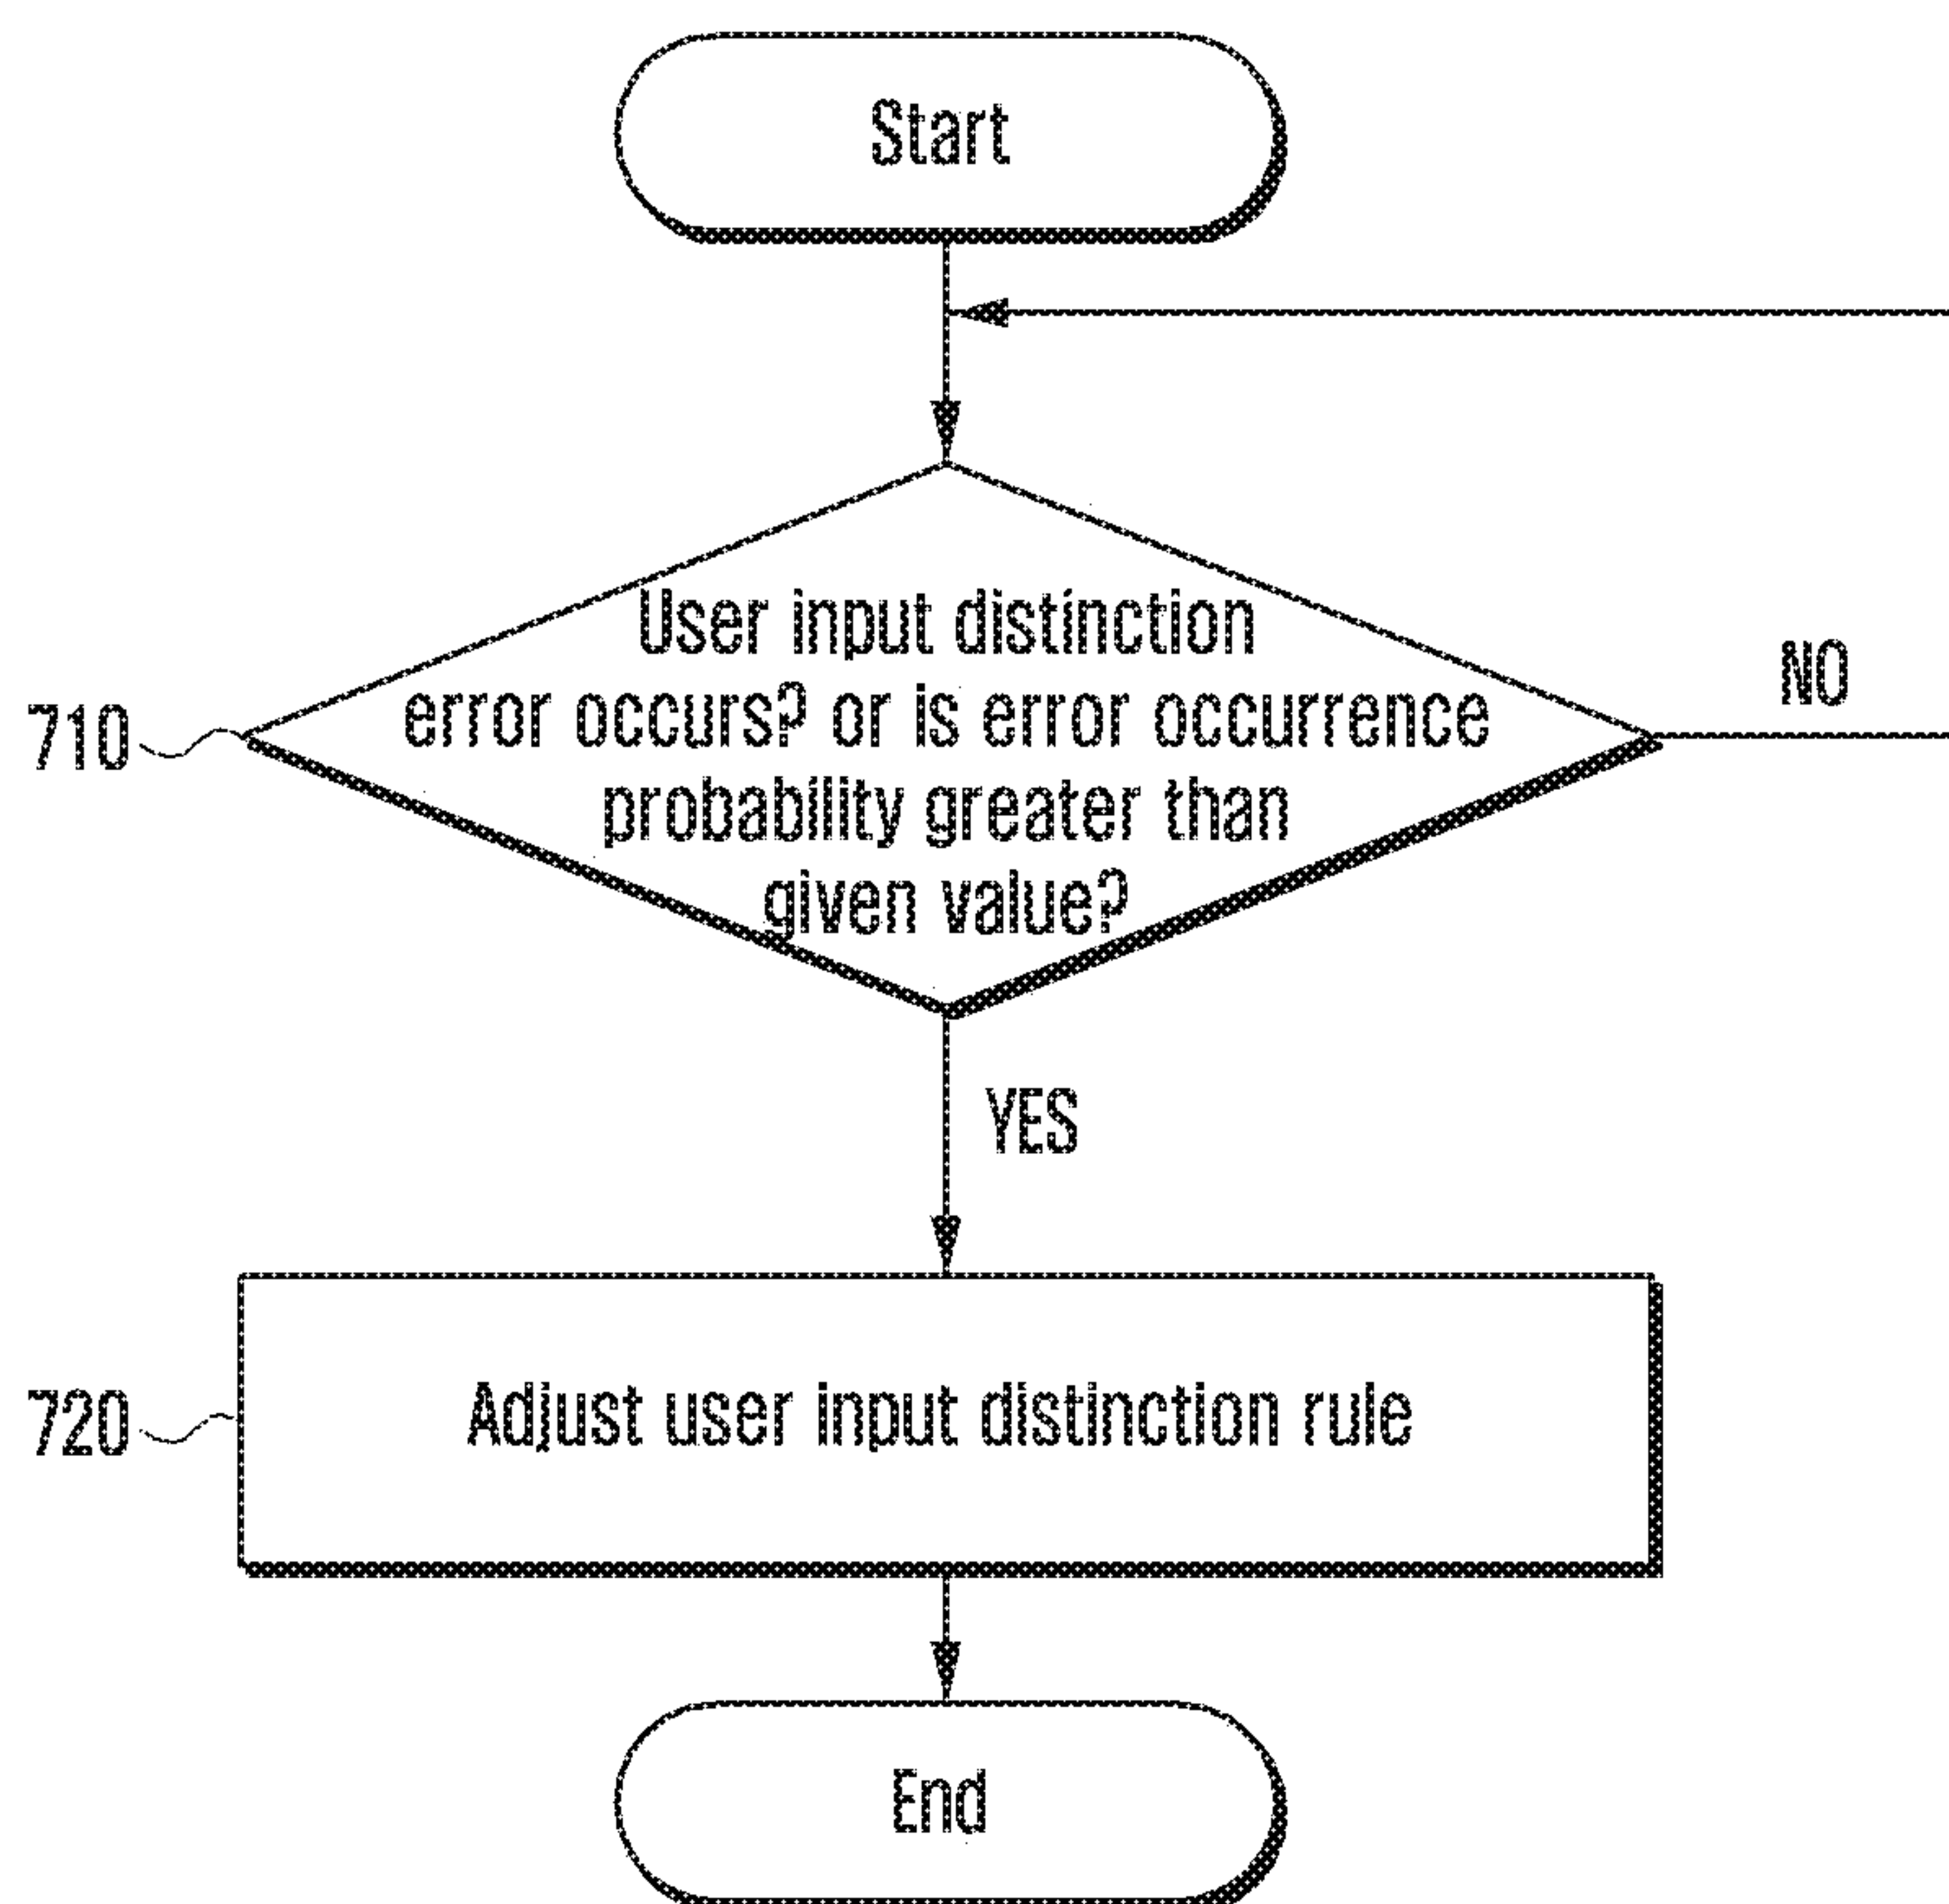 Start
User input distinction
error occurs? or is error occurrence
probability greater than
given value?
710
NO
YES
Adjust user input distinction rule
720
End